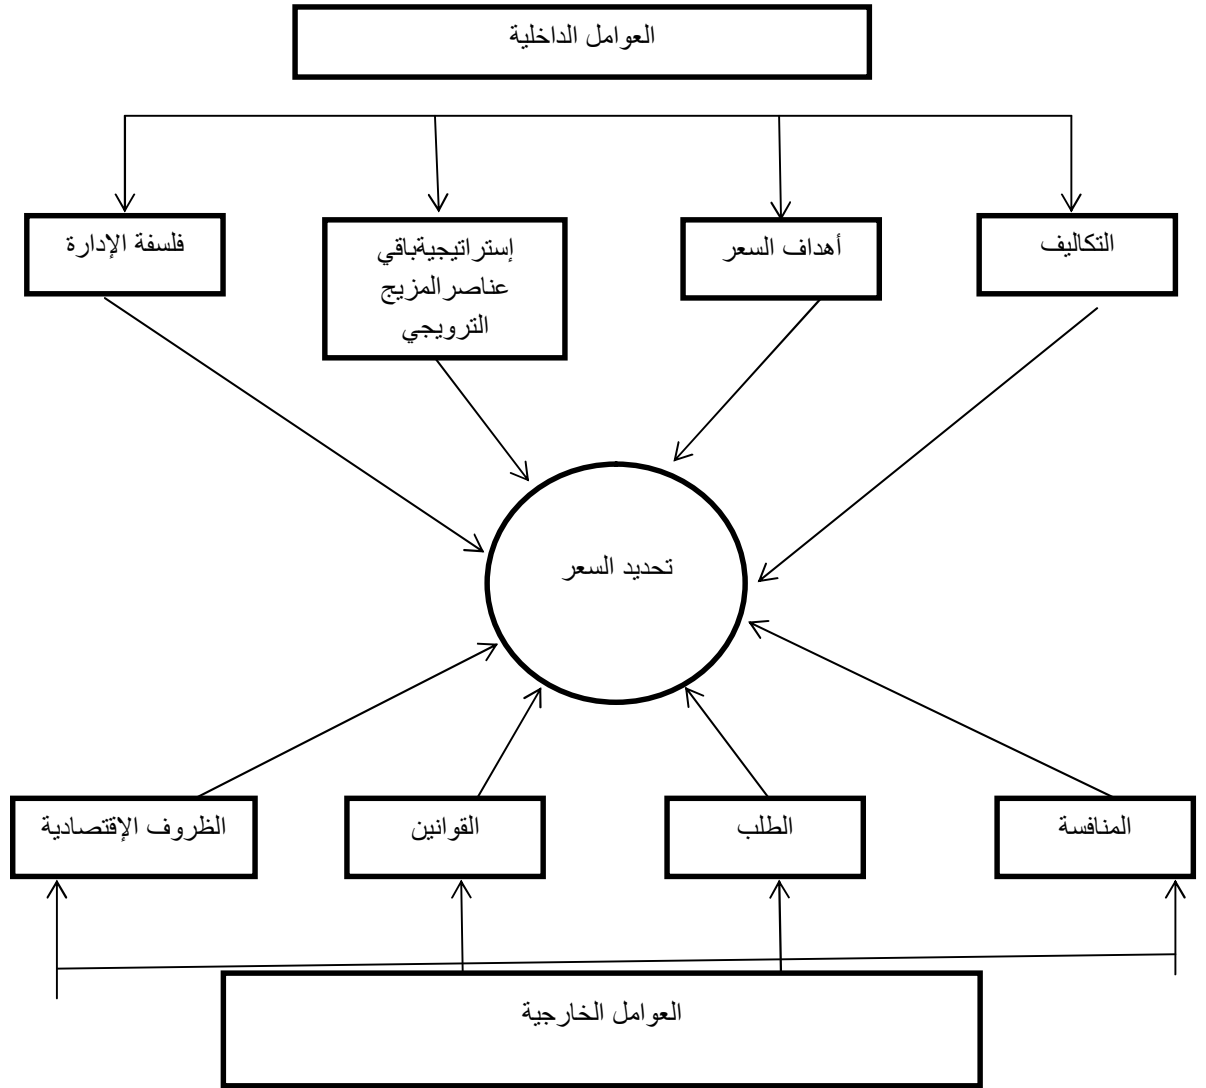 العوامل الداخلية
التكاليف
أهداف السعر
إستراتيجيةباقي
عناصرالمزيج
الترويجي
فلسفة الإدارة
تحديد السعر
المنافسة
الطلب
القوانين
الظروف الإقتصادية
العوامل الخارجية